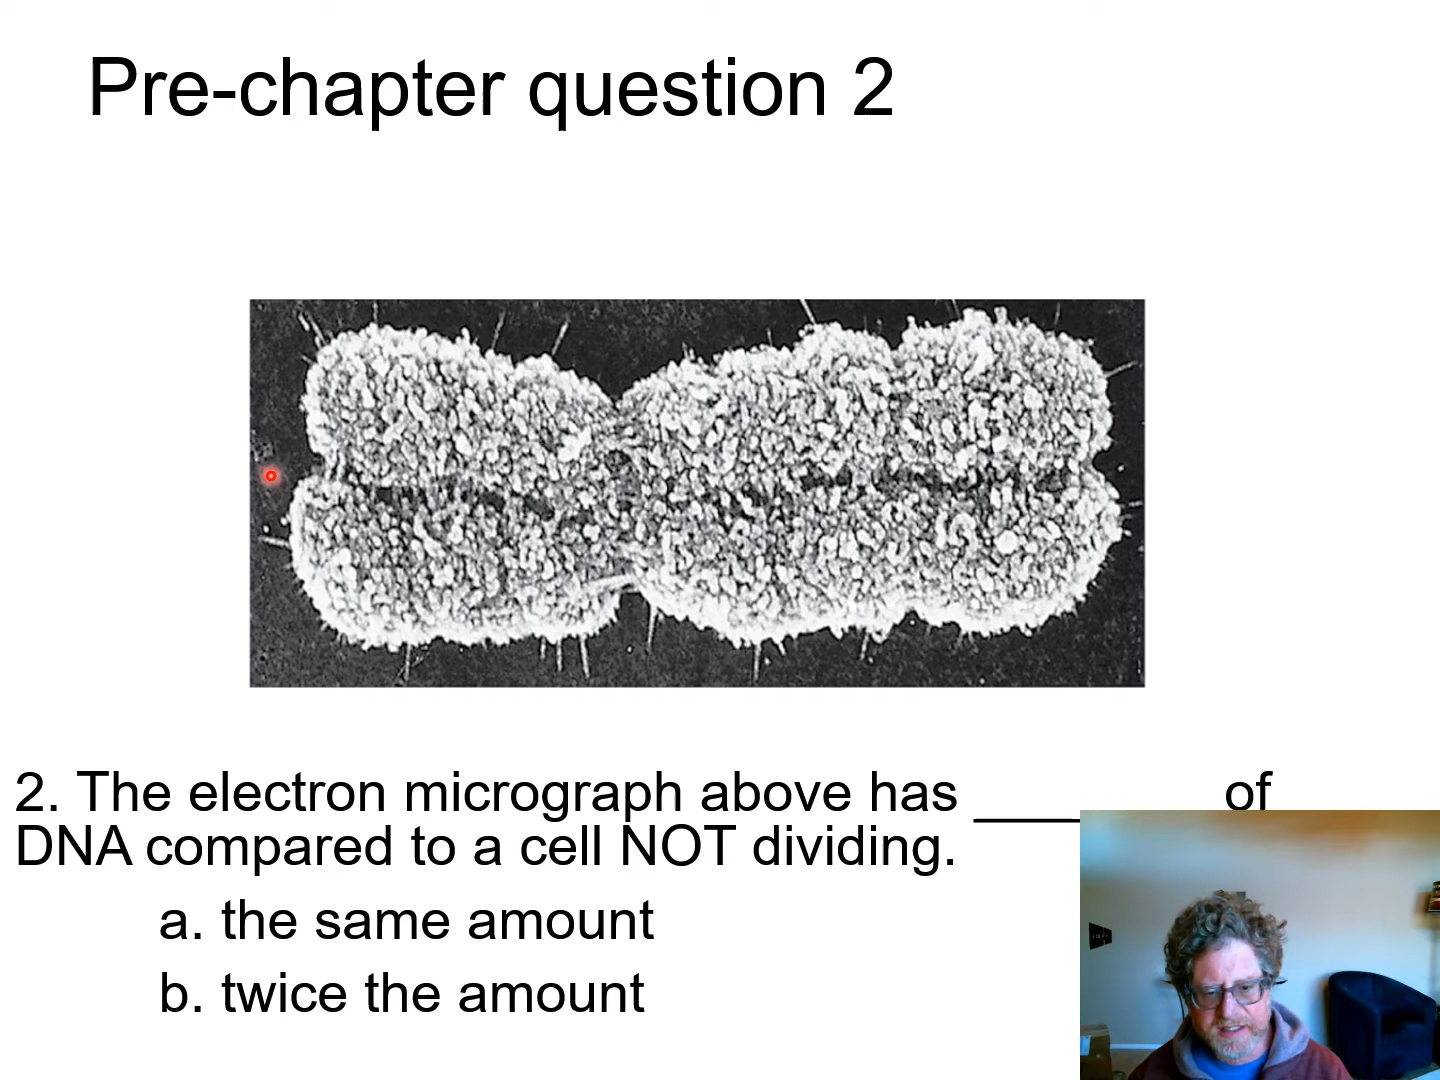 Pre-chapter question 2
2. The electron micrograph above has ________ of
DNA compared to a cell NOT dividing.
a. the same amount
b. twice the amount